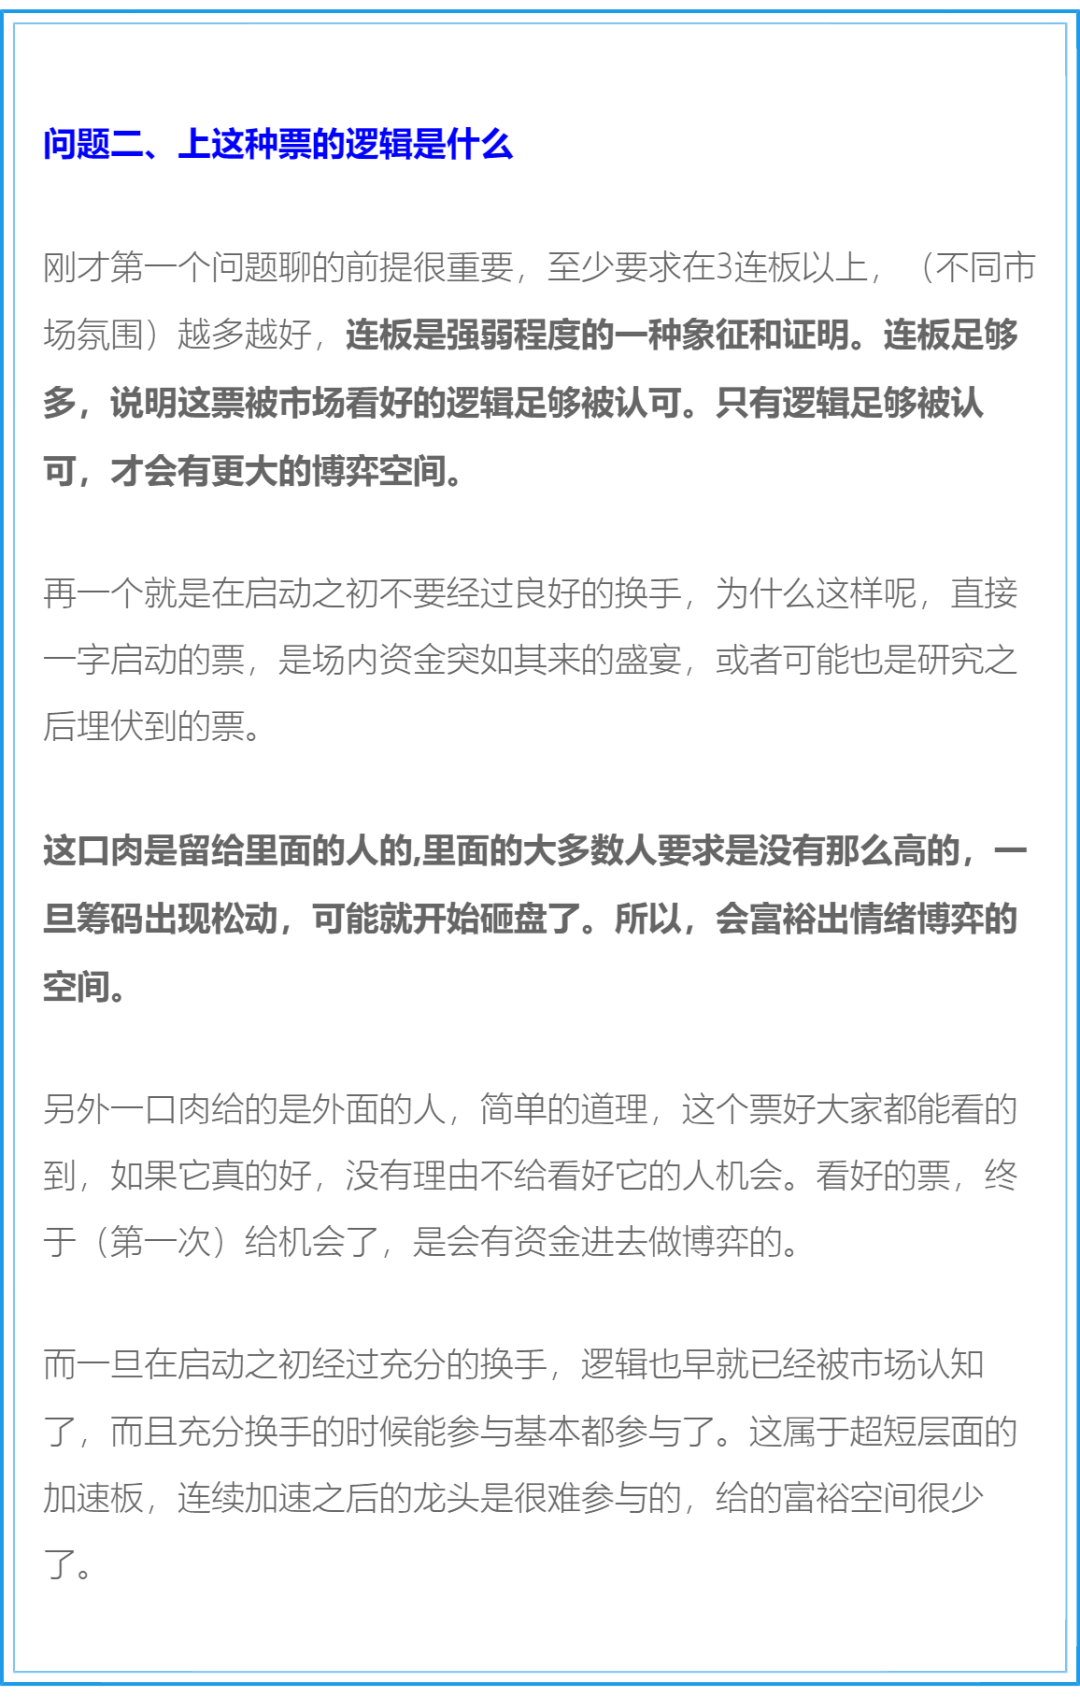 问题二、上这种票的逻辑是什么
刚才第一个问题聊的前提很重要，至少要求在3连板以上，（不同市
场氛围）越多越好，连板是强弱程度的一种象征和证明。连板足够
多，说明这票被市场看好的逻辑足够被认可。只有逻辑足够被认
可，才会有更大的博弈空间。
再一个就是在启动之初不要经过良好的换手，为什么这样呢，直接
一字启动的票，是场内资金突如其来的盛宴，或者可能也是研究之
后埋伏到的票。
这口肉是留给里面的人的,里面的大多数人要求是没有那么高的，一
旦筹码出现松动，可能就开始砸盘了。所以，会富裕出情绪博弈的
空间。
另外一口肉给的是外面的人，简单的道理，这个票好大家都能看的
到，如果它真的好，没有理由不给看好它的人机会。看好的票，终
于（第一次）给机会了，是会有资金进去做博弈的。
而一旦在启动之初经过充分的换手，逻辑也早就已经被市场认知
了，而且充分换手的时候能参与基本都参与了。这属于超短层面的
加速板，连续加速之后的龙头是很难参与的，给的富裕空间很少
了。